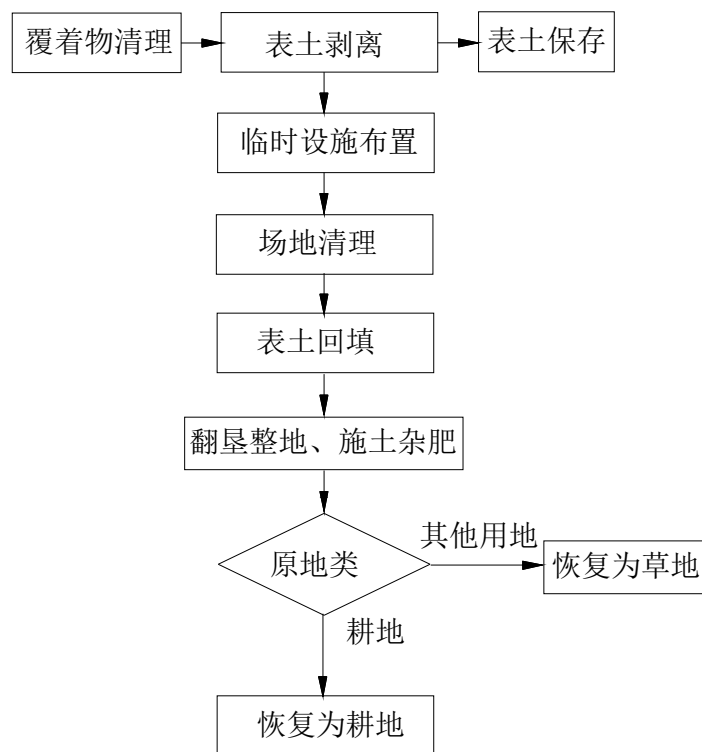 覆着物清理
表土剥离
表土保存
临时设施布置
场地清理
表土回填
翻垦整地、施土杂肥
原地类
其他用地
恢复为草地
耕地
恢复为耕地